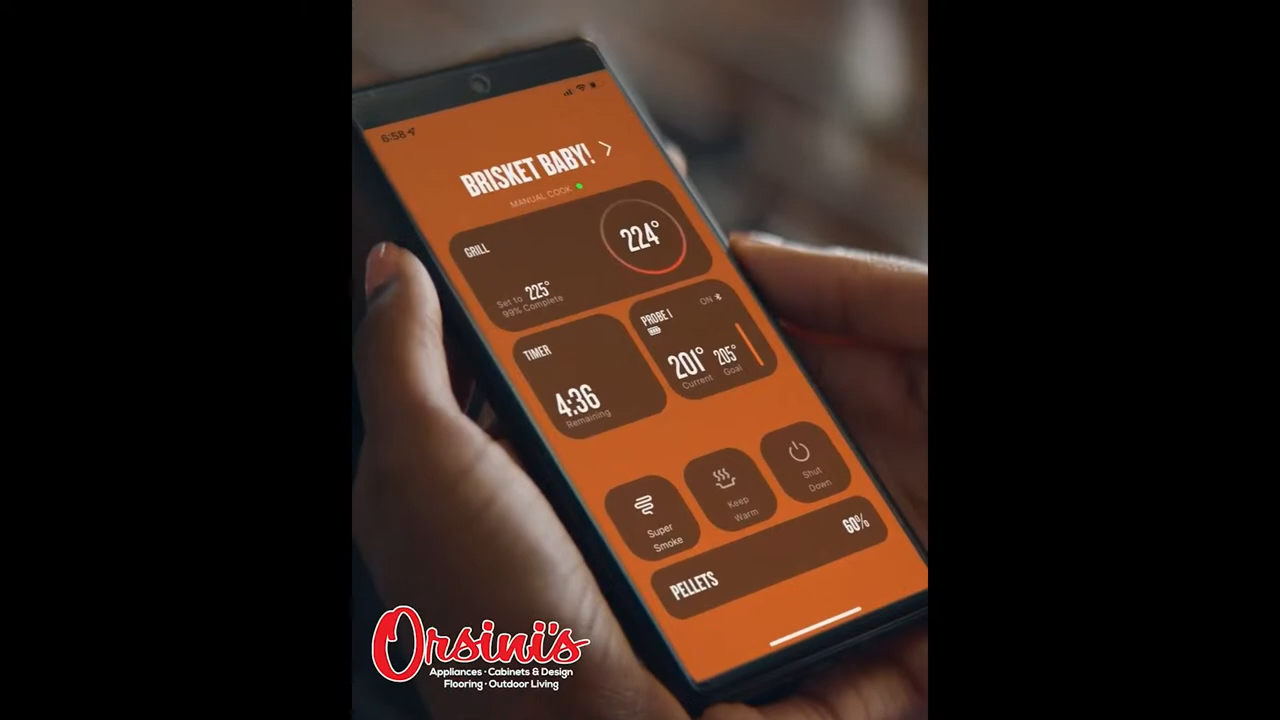 6:58
BRISKET BABY!
MANUAL COOK
GRILL
224°
Set to 225°
99% Complete
TIMER
4:36
Remaining
PROBE 1
ON
201°
205°
Current
Goal
Super
Smoke
Keep
Warm
Shut
Down
PELLETS
60%
Orsini's
Appliances · Cabinets & Design
Flooring · Outdoor Living